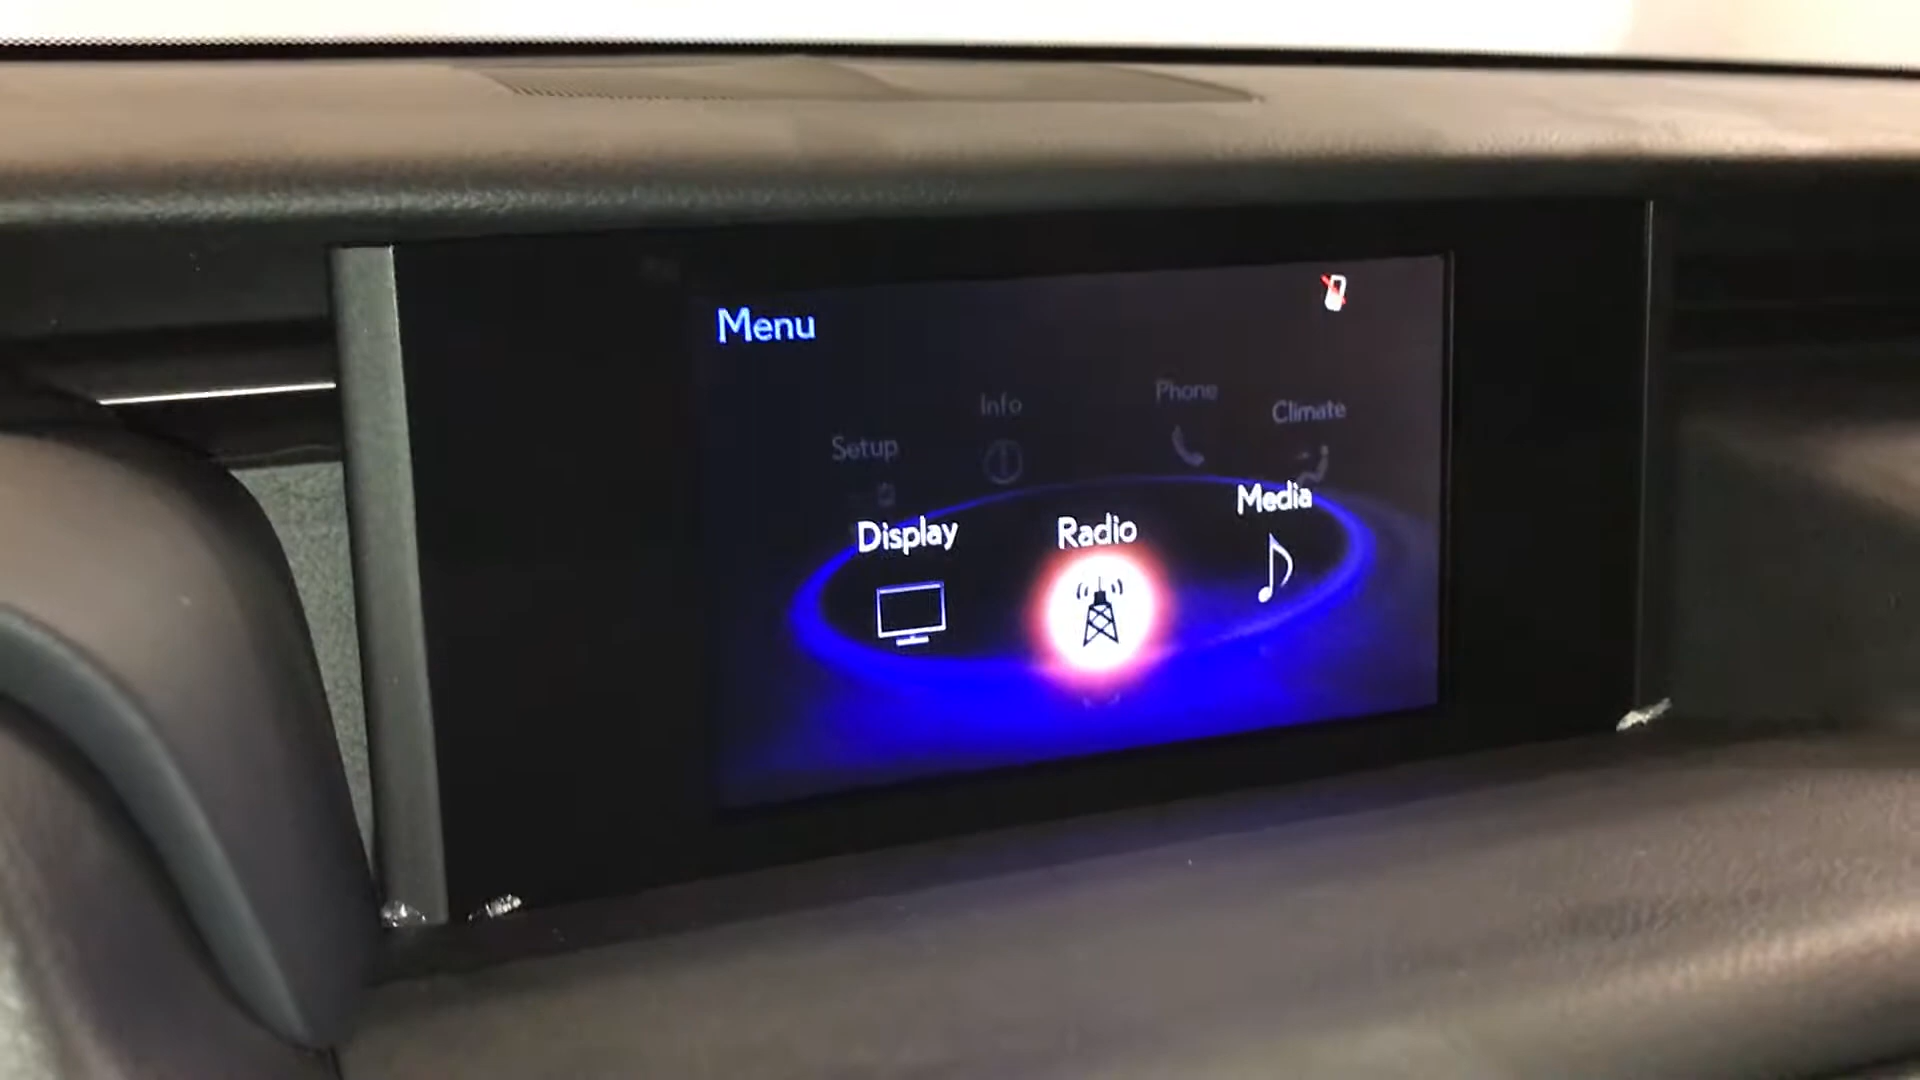 Menu
Info
Phone
Climate
Setup
Display
Radio
Media